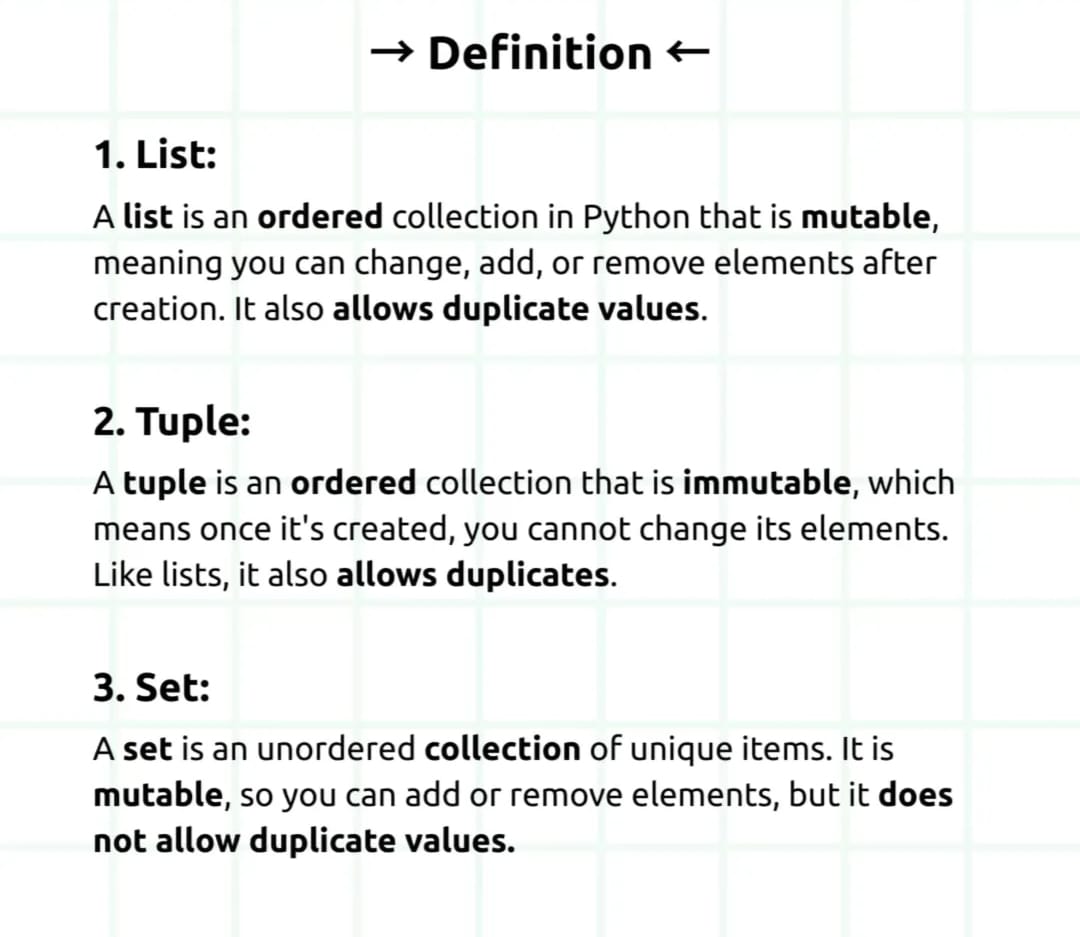 → Definition ←
1. List:
A list is an ordered collection in Python that is mutable,
meaning you can change, add, or remove elements after
creation. It also allows duplicate values.
2. Tuple:
A tuple is an ordered collection that is immutable, which
means once it's created, you cannot change its elements.
Like lists, it also allows duplicates.
3. Set:
A set is an unordered collection of unique items. It is
mutable, so you can add or remove elements, but it does
not allow duplicate values.